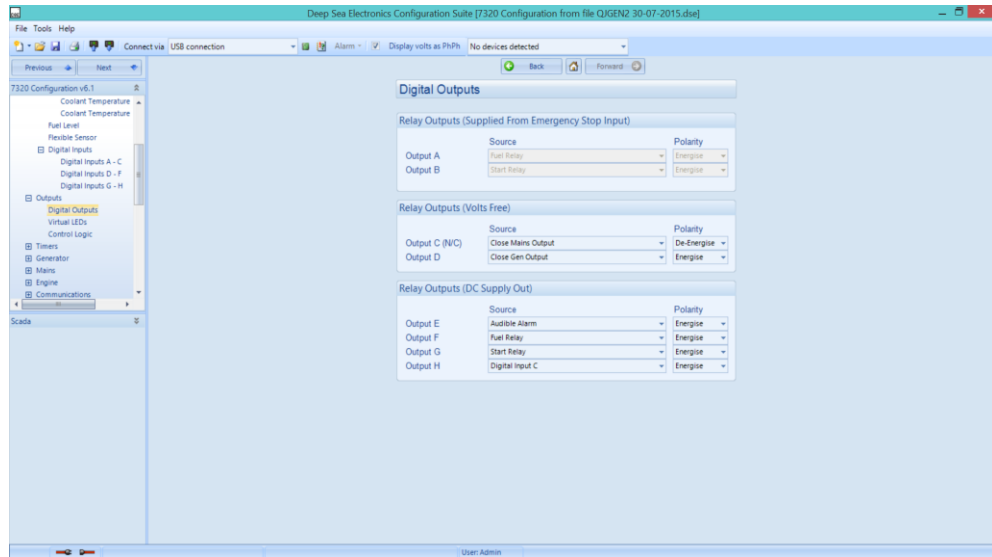 Deep Sea Electronics Configuration Suite [7320 Configuration from file QJGEN2 30-07-2015.dse]
File Tools Help
Connect via USB connection Alarm Display volts as PhPh No devices detected
Previous Next Back Forward
7320 Configuration v6.1
Coolant Temperature
Coolant Temperature
Fuel Level
Flexible Sensor
Digital Inputs
Digital Inputs A - C
Digital Inputs D - F
Digital Inputs G - H
Outputs
Digital Outputs
Virtual LEDs
Control Logic
Timers
Generator
Mains
Engine
Communications
Scada
Digital Outputs
Relay Outputs (Supplied From Emergency Stop Input)
Source Polarity
Output A Fuel Relay Energise
Output B Start Relay Energise
Relay Outputs (Volts Free)
Source Polarity
Output C (N/C) Close Mains Output De-Energise
Output D Close Gen Output Energise
Relay Outputs (DC Supply Out)
Source Polarity
Output E Audible Alarm Energise
Output F Fuel Relay Energise
Output G Start Relay Energise
Output H Digital Input C Energise
User: Admin